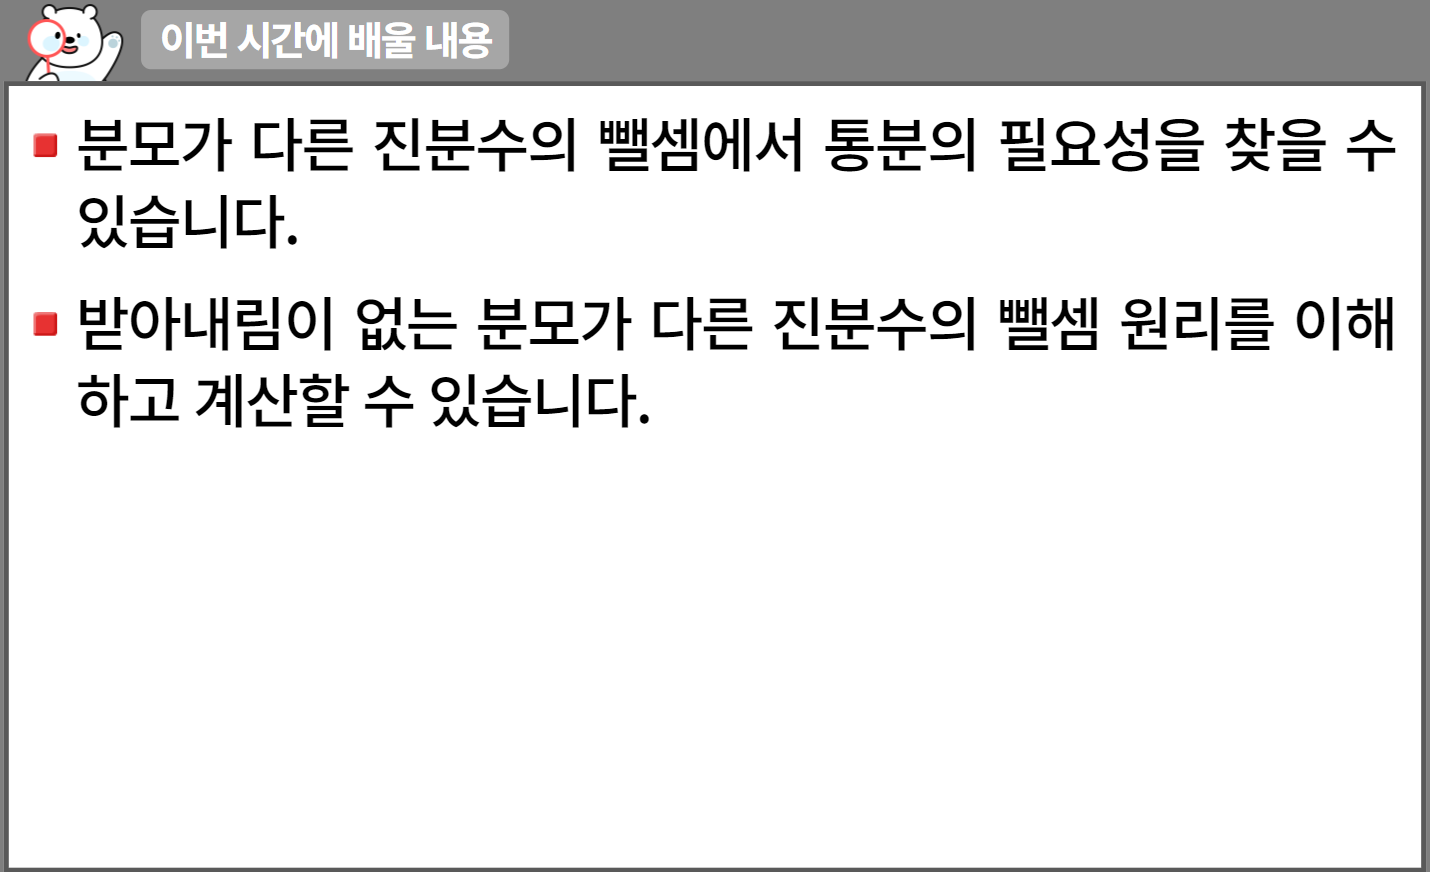 이번 시간에 배울 내용
분모가 다른 진분수의 뺄셈에서 통분의 필요성을 찾을 수
있습니다.
받아내림이 없는 분모가 다른 진분수의 뺄셈 원리를 이해
하고 계산할 수 있습니다.